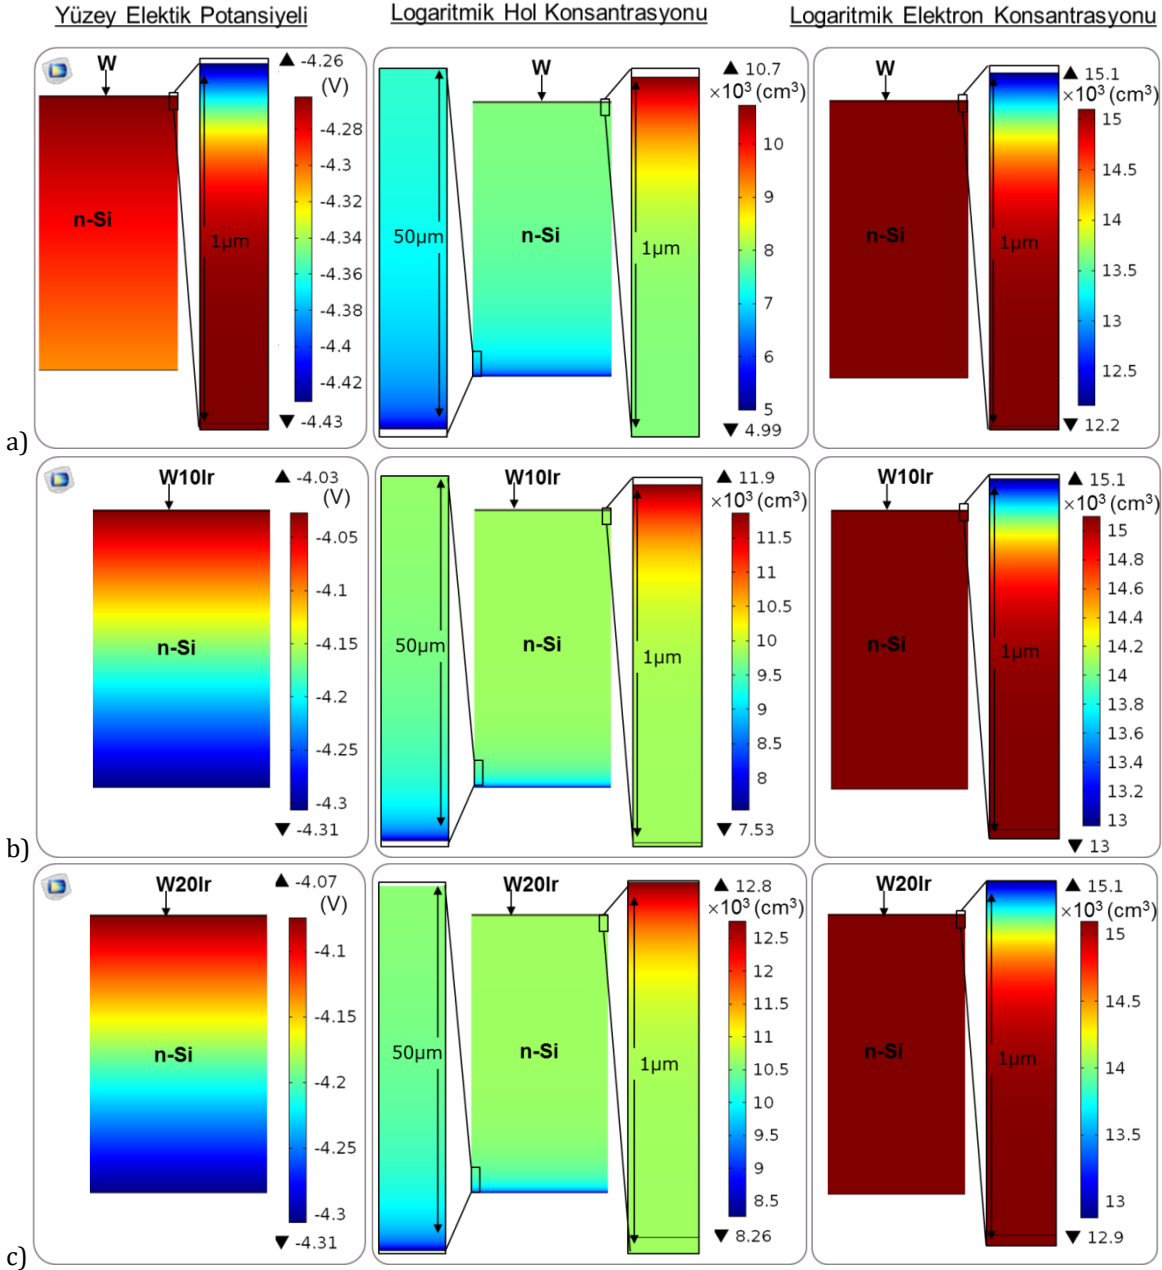 Yüzey Elektik Potansiyeli
Logaritmik Hol Konsantrasyonu
Logaritmik Elektron Konsantrasyonu
a)
W
n-Si
1µm
▲ -4.26
(V)
-4.28
-4.3
-4.32
-4.34
-4.36
-4.38
-4.4
-4.42
▼ -4.43
50µm
W
n-Si
1µm
▲ 10.7
×10³ (cm³)
10
9
8
7
6
5
▼ 4.99
W
n-Si
1µm
▲ 15.1
×10³ (cm³)
15
14.5
14
13.5
13
12.5
▼ 12.2
b)
W10Ir
n-Si
▲ -4.03
(V)
-4.05
-4.1
-4.15
-4.2
-4.25
-4.3
▼ -4.31
50µm
W10Ir
n-Si
1µm
▲ 11.9
×10³ (cm³)
11.5
11
10.5
10
9.5
9
8.5
8
▼ 7.53
W10Ir
n-Si
1µm
▲ 15.1
×10³ (cm³)
15
14.8
14.6
14.4
14.2
14
13.8
13.6
13.4
13.2
13
▼ 13
c)
W20Ir
n-Si
▲ -4.07
(V)
-4.1
-4.15
-4.2
-4.25
-4.3
▼ -4.31
50µm
W20Ir
n-Si
1µm
▲ 12.8
×10³ (cm³)
12.5
12
11.5
11
10.5
10
9.5
9
8.5
▼ 8.26
W20Ir
n-Si
1µm
▲ 15.1
×10³ (cm³)
15
14.5
14
13.5
13
▼ 12.9